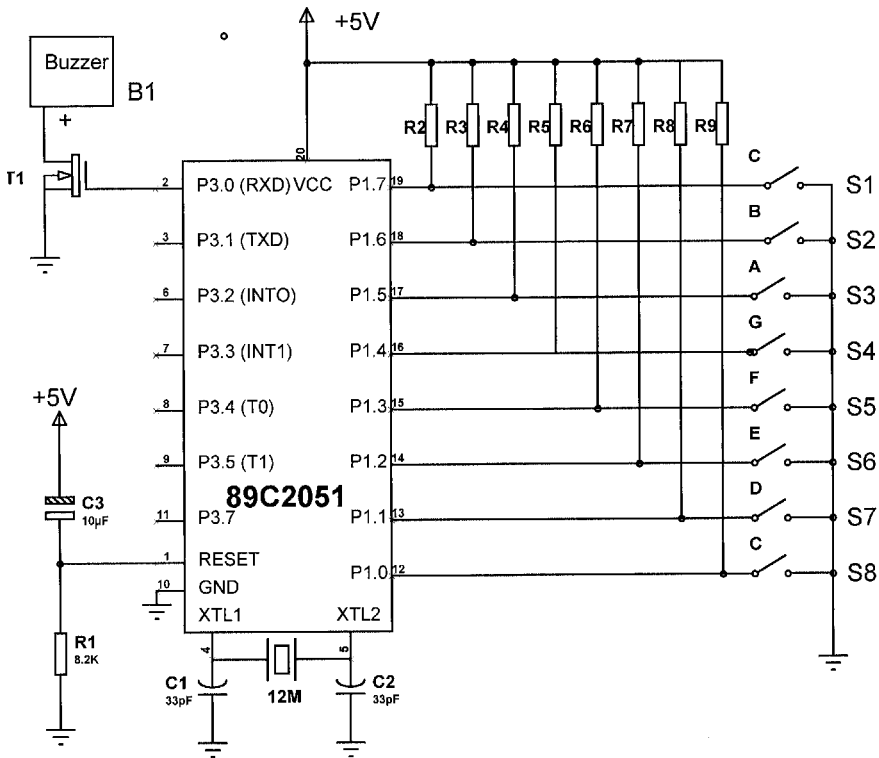 +5V
Buzzer
B1
+
T1
R2 R3 R4 R5 R6 R7 R8 R9
20
2 P3.0 (RXD) VCC P1.7 19 C S1
3 P3.1 (TXD) P1.6 18 B S2
6 P3.2 (INTO) P1.5 17 A S3
7 P3.3 (INT1) P1.4 16 G S4
8 P3.4 (T0) P1.3 15 F S5
9 P3.5 (T1) P1.2 14 E S6
89C2051
11 P3.7 P1.1 13 D S7
1 RESET
10 GND P1.0 12 C S8
XTL1 XTL2
4 5
+5V
C3
10µF
R1
8.2K
C1
33pF
12M
C2
33pF